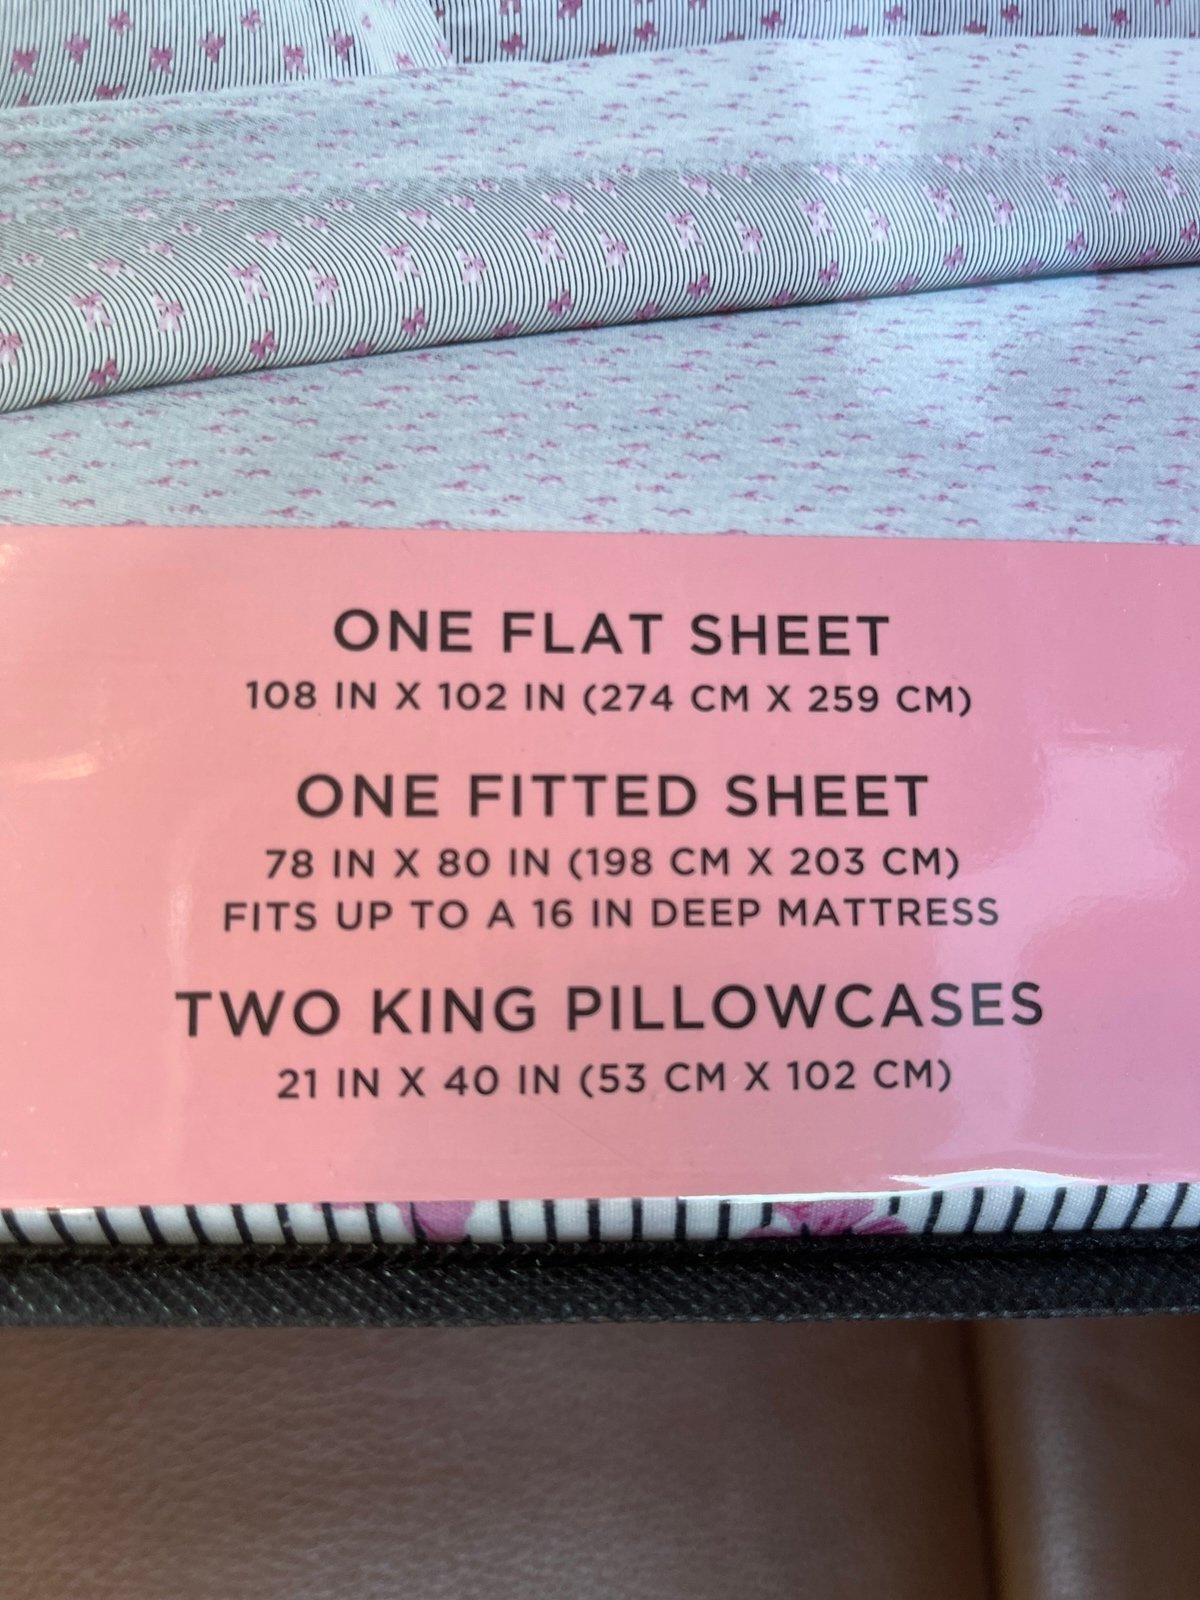 ONE FLAT SHEET
108 IN X 102 IN (274 CM X 259 CM)
ONE FITTED SHEET
78 IN X 80 IN (198 CM X 203 CM)
FITS UP TO A 16 IN DEEP MATTRESS
TWO KING PILLOWCASES
21 IN X 40 IN (53 CM X 102 CM)